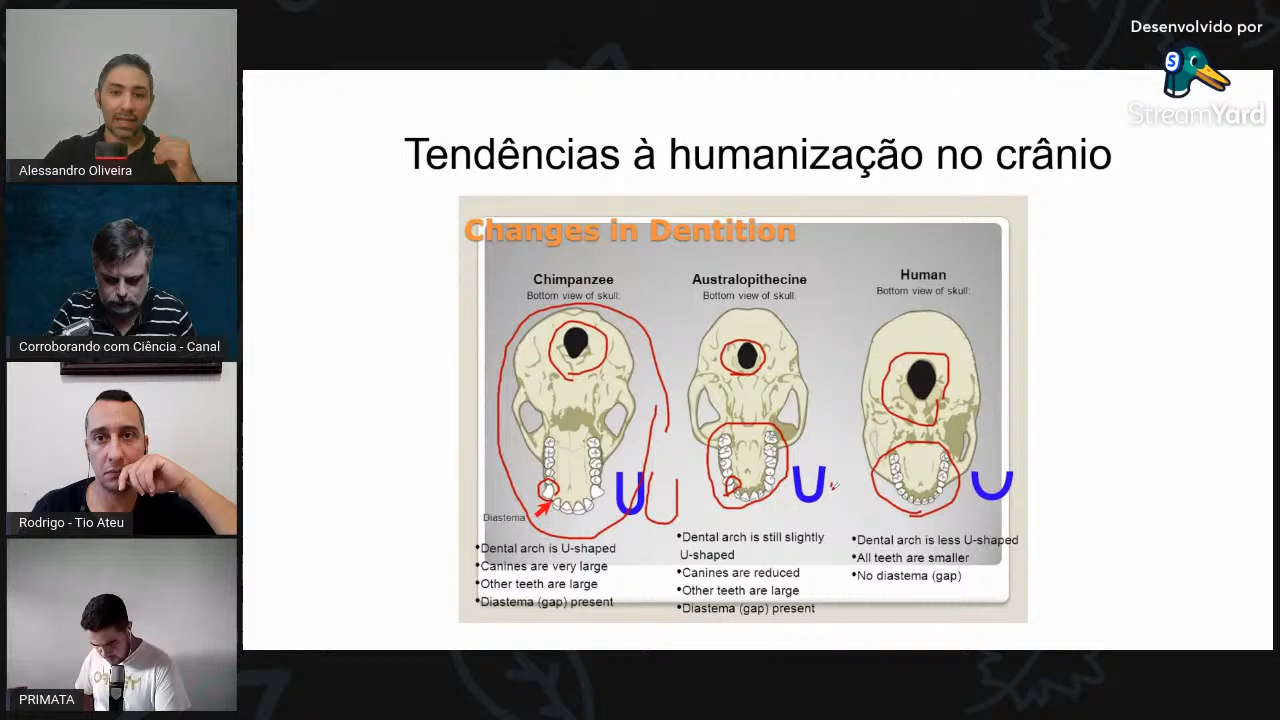 Desenvolvido por
StreamYard
Alessandro Oliveira
Corroborando com Ciência - Canal
Rodrigo - Tio Ateu
PRIMATA
Tendências à humanização no crânio
Changes in Dentition
Chimpanzee
Bottom view of skull:
Australopithecine
Bottom view of skull:
Human
Bottom view of skull:
Diastema
•Dental arch is U-shaped
•Canines are very large
•Other teeth are large
•Diastema (gap) present
•Dental arch is still slightly
U-shaped
•Canines are reduced
•Other teeth are large
•Diastema (gap) present
•Dental arch is less U-shaped
•All teeth are smaller
•No diastema (gap)